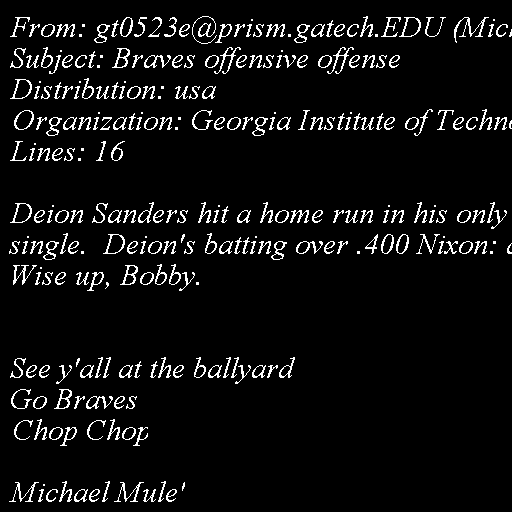 From: gt0523e@prism.gatech.EDU (Mich
Subject: Braves offensive offense
Distribution: usa
Organization: Georgia Institute of Techno
Lines: 16
Deion Sanders hit a home run in his only
single.  Deion's batting over .400 Nixon:
Wise up, Bobby.
See y'all at the ballyard
Go Braves
Chop Chop
Michael Mule'